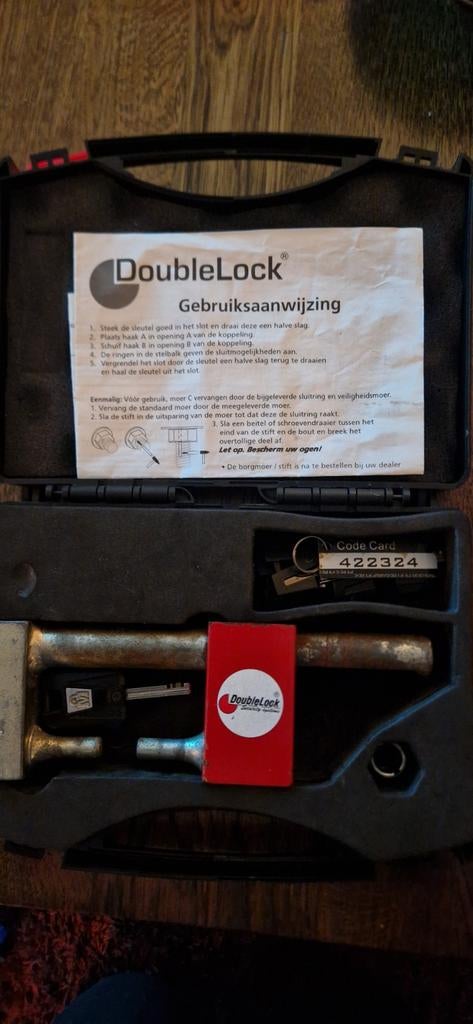 DoubleLock®
Gebruiksaanwijzing
1. Steek de sleutel goed in het slot en draai deze een halve slag.
2. Plaats haak A in opening A van de koppeling.
3. Schuif haak B in opening B van de koppeling.
4. De ringen in de stelbalk geven de sluitmogelijkheden aan.
5. Vergrendel het slot door de sleutel een halve slag terug te draaien
en haal de sleutel uit het slot.
Eenmalig: Vóór gebruik, moer C vervangen door de bijgeleverde sluitring en veiligheidsmoer.
1. Vervang de standaard moer door de meegeleverde moer.
2. Sla de stift in de uitsparing van de moer tot dat deze de sluitring raakt.
3. Sla een beitel of schroevendraaier tussen het
eind van de stift en de bout en breek het
overtollige deel af.
Let op. Bescherm uw ogen!
• De borgmoer / stift is na te bestellen bij uw dealer
Code Card
422324
DoubleLock
Security systems